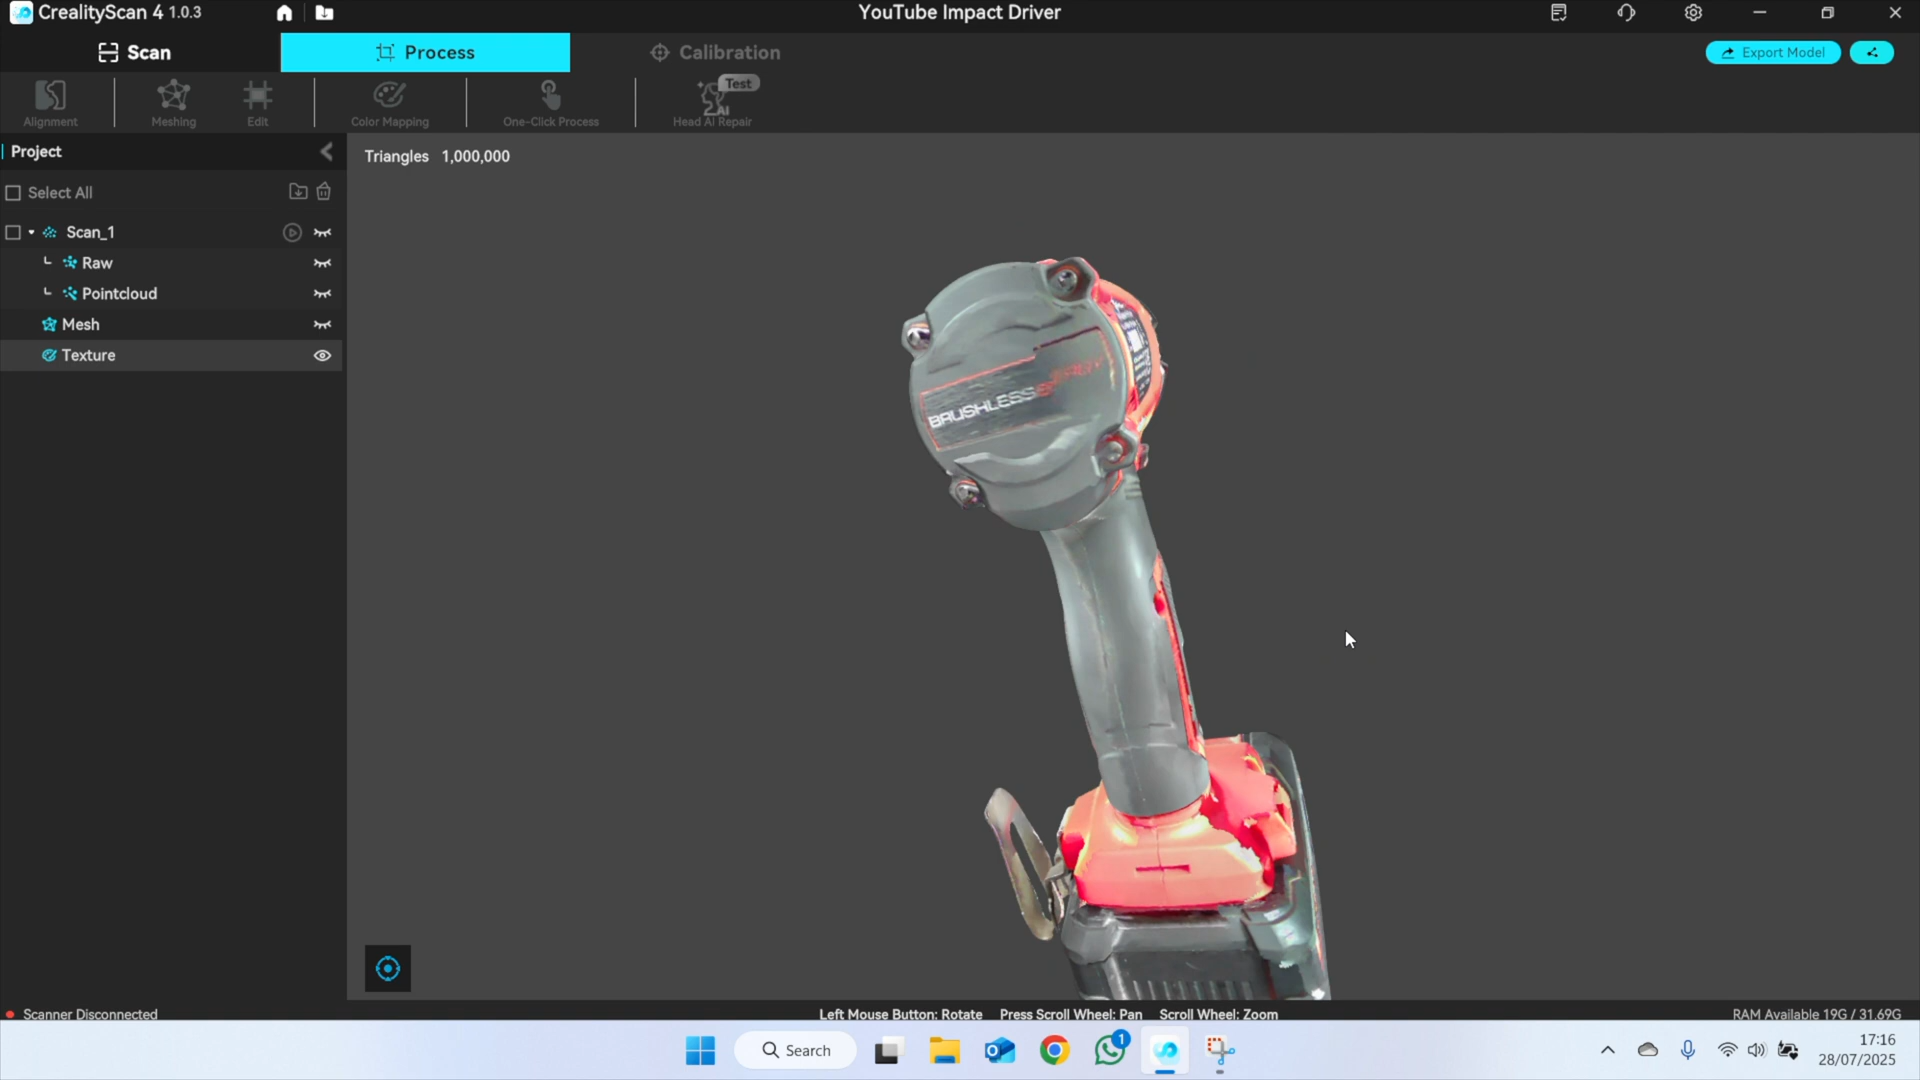 CrealityScan 4 1.0.3
YouTube Impact Driver
Scan
Process
Calibration
Export Model
Alignment
Meshing
Edit
Color Mapping
One-Click Process
Test
AI
Head AI Repair
Project
Triangles 1,000,000
Select All
Scan_1
Raw
Pointcloud
Mesh
Texture
BRUSHLESS
Scanner Disconnected
Left Mouse Button: Rotate Press Scroll Wheel: Pan Scroll Wheel: Zoom
RAM Available 19G / 31.69G
Search
1
17:16
28/07/2025